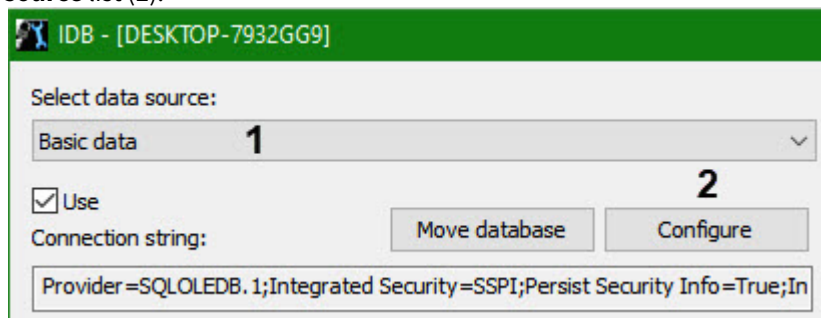 IDB - [DESKTOP-7932GG9]
Select data source:
Basic data 1
2
Use
Connection string:
Move database Configure
Provider=SQLOLEDB.1;Integrated Security=SSPI;Persist Security Info=True;In